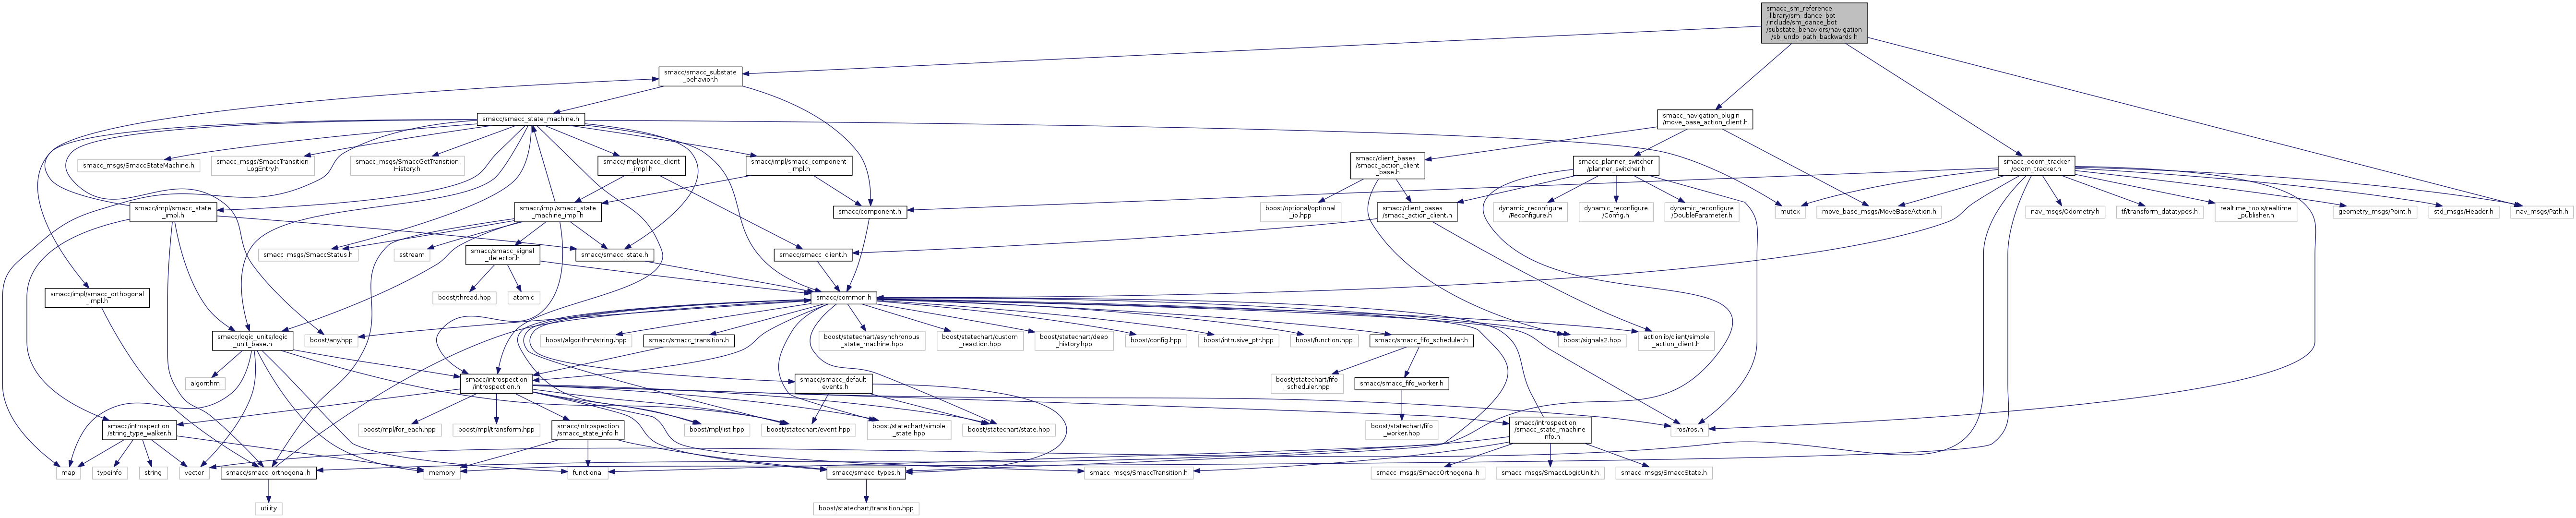 smacc_sm_reference
_library/sm_dance_bot
/include/sm_dance_bot
/substate_behaviors/navigation
/sb_undo_path_backwards.h
smacc/smacc_substate
_behavior.h
smacc/smacc_state_machine.h
smacc_navigation_plugin
/move_base_action_client.h
smacc_msgs/SmaccStateMachine.h
smacc_msgs/SmaccTransition
LogEntry.h
smacc_msgs/SmaccGetTransition
History.h
smacc/impl/smacc_client
_impl.h
smacc/impl/smacc_component
_impl.h
smacc/client_bases
/smacc_action_client
_base.h
smacc_planner_switcher
/planner_switcher.h
smacc_odom_tracker
/odom_tracker.h
smacc/impl/smacc_state
_impl.h
smacc/impl/smacc_state
_machine_impl.h
smacc/component.h
boost/optional/optional
_io.hpp
smacc/client_bases
/smacc_action_client.h
dynamic_reconfigure
/Reconfigure.h
dynamic_reconfigure
/Config.h
dynamic_reconfigure
/DoubleParameter.h
mutex
move_base_msgs/MoveBaseAction.h
nav_msgs/Odometry.h
tf/transform_datatypes.h
realtime_tools/realtime
_publisher.h
geometry_msgs/Point.h
std_msgs/Header.h
nav_msgs/Path.h
smacc_msgs/SmaccStatus.h
sstream
smacc/smacc_signal
_detector.h
smacc/smacc_state.h
smacc/smacc_client.h
smacc/impl/smacc_orthogonal
_impl.h
boost/thread.hpp
atomic
smacc/common.h
smacc/logic_units/logic
_unit_base.h
boost/any.hpp
boost/algorithm/string.hpp
smacc/smacc_transition.h
boost/statechart/asynchronous
_state_machine.hpp
boost/statechart/custom
_reaction.hpp
boost/statechart/deep
_history.hpp
boost/config.hpp
boost/intrusive_ptr.hpp
boost/function.hpp
smacc/smacc_fifo_scheduler.h
boost/signals2.hpp
actionlib/client/simple
_action_client.h
algorithm
smacc/introspection
/introspection.h
smacc/smacc_default
_events.h
boost/statechart/fifo
_scheduler.hpp
smacc/smacc_fifo_worker.h
smacc/introspection
/string_type_walker.h
boost/mpl/for_each.hpp
boost/mpl/transform.hpp
smacc/introspection
/smacc_state_info.h
boost/mpl/list.hpp
boost/statechart/event.hpp
boost/statechart/simple
_state.hpp
boost/statechart/state.hpp
boost/statechart/fifo
_worker.hpp
smacc/introspection
/smacc_state_machine
_info.h
ros/ros.h
map
typeinfo
string
vector
smacc/smacc_orthogonal.h
memory
functional
smacc/smacc_types.h
smacc_msgs/SmaccTransition.h
smacc_msgs/SmaccOrthogonal.h
smacc_msgs/SmaccLogicUnit.h
smacc_msgs/SmaccState.h
utility
boost/statechart/transition.hpp